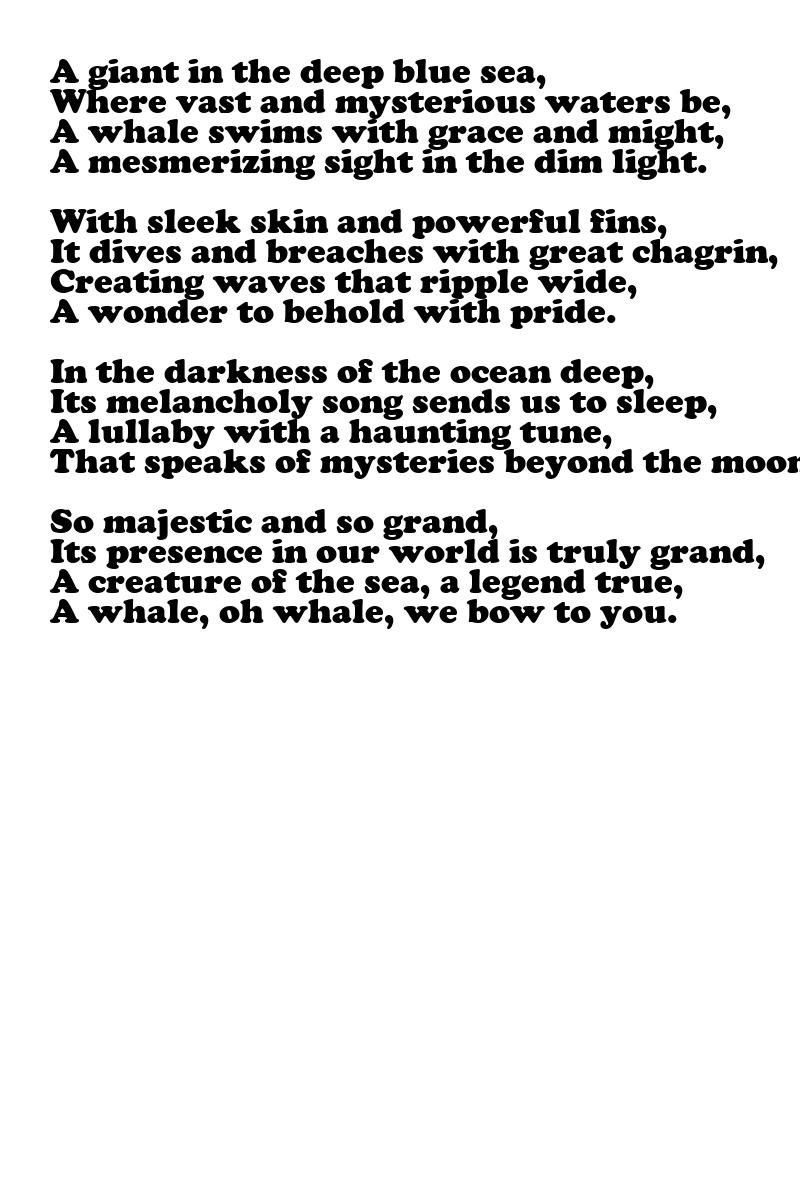 A giant in the deep blue sea,
Where vast and mysterious waters be,
A whale swims with grace and might,
A mesmerizing sight in the dim light.
With sleek skin and powerful fins,
It dives and breaches with great chagrin,
Creating waves that ripple wide,
A wonder to behold with pride.
In the darkness of the ocean deep,
Its melancholy song sends us to sleep,
A lullaby with a haunting tune,
That speaks of mysteries beyond the moon
So majestic and so grand,
Its presence in our world is truly grand,
A creature of the sea, a legend true,
A whale, oh whale, we bow to you.